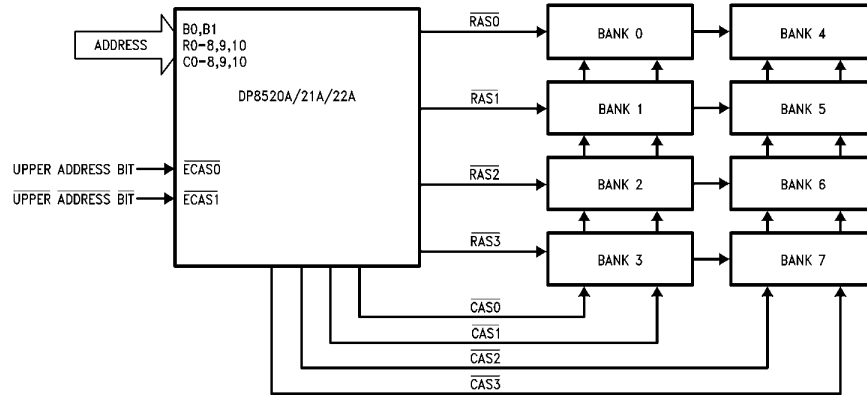 ADDRESS
B0,B1
R0-8,9,10
C0-8,9,10
DP8520A/21A/22A
UPPER ADDRESS BIT
ECAS0
UPPER ADDRESS BIT
ECAS1
RAS0
RAS1
RAS2
RAS3
BANK 0
BANK 4
BANK 1
BANK 5
BANK 2
BANK 6
BANK 3
BANK 7
CAS0
CAS1
CAS2
CAS3